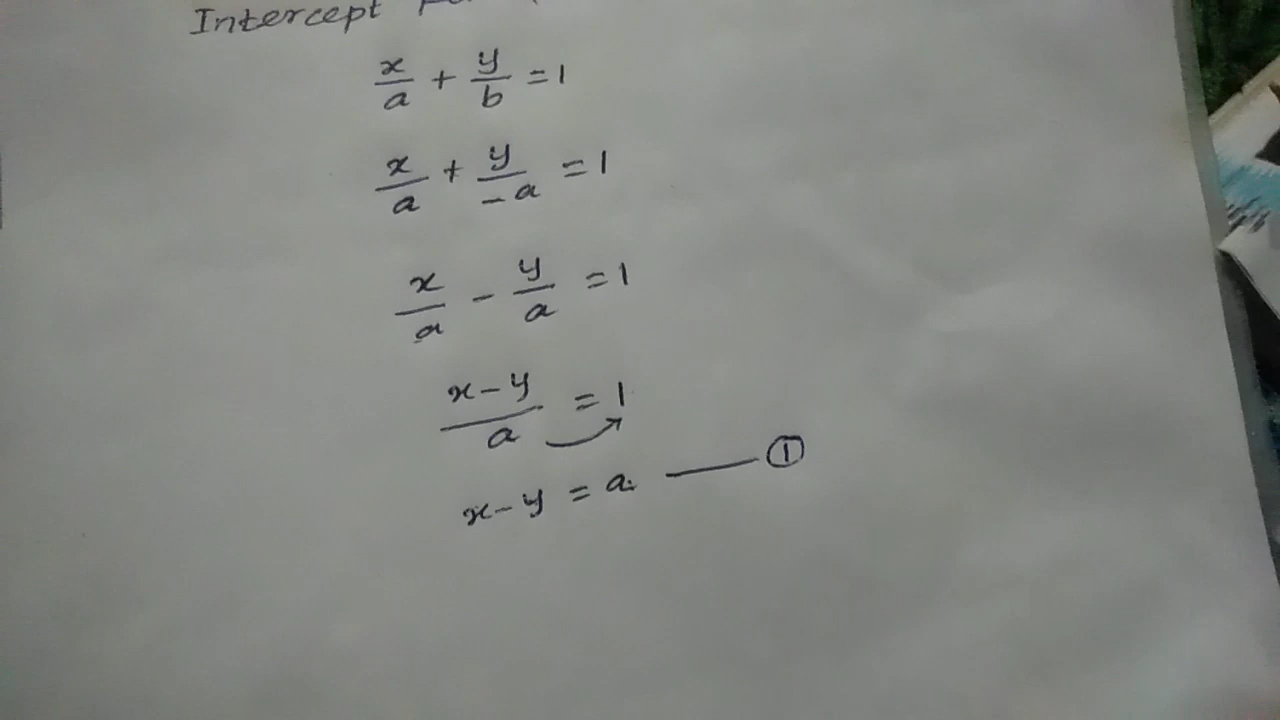 Intercept
x/a + y/b = 1
x/a + y/-a = 1
x/a - y/a = 1
x-y/a = 1
x-y = a. —— ①